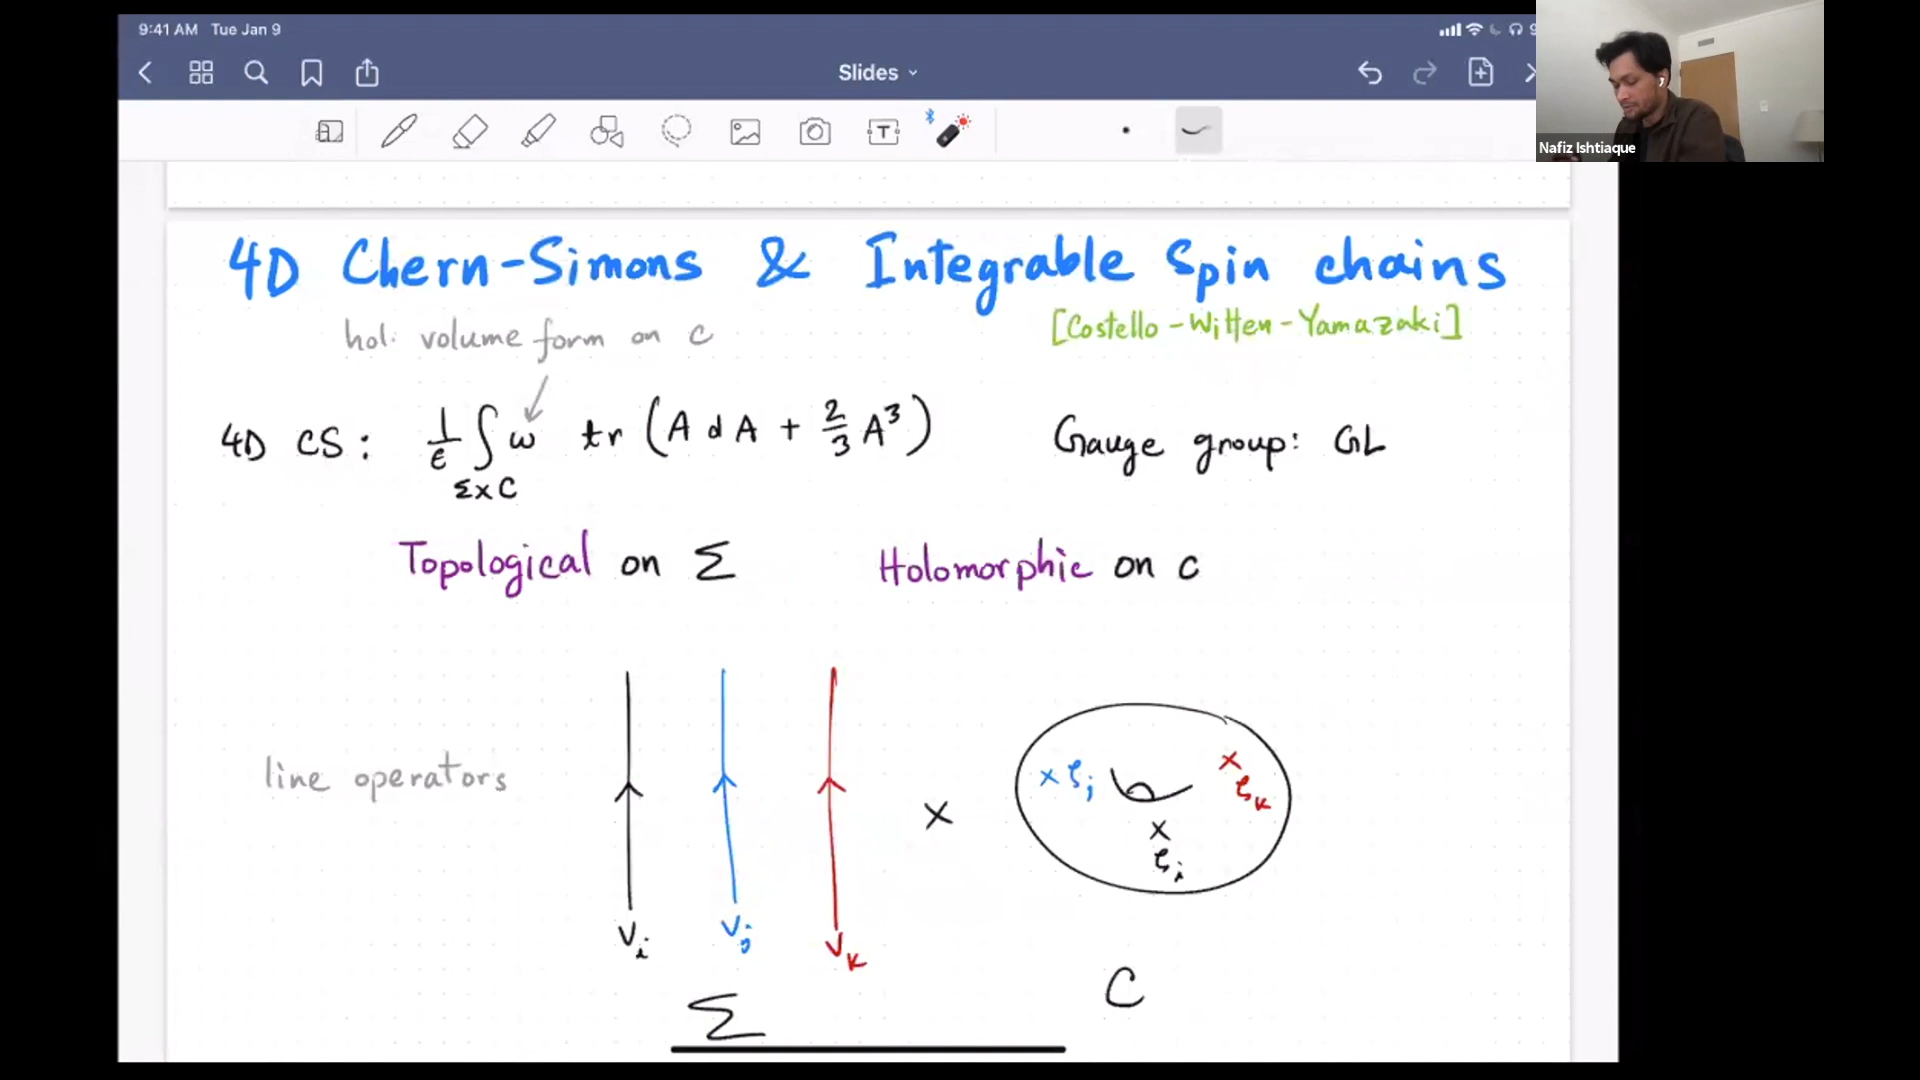 9:41 AM Tue Jan 9
Slides
T
Nafiz Ishtiaque
4D Chern-Simons & Integrable Spin chains
hol. volume form on C
[Costello-Witten-Yamazaki]
4D CS: 1/ε ∫_{Σ×C} ω tr (A d A + 2/3 A³) Gauge group: GL
Topological on Σ Holomorphic on C
line operators
× ξj
× ξk
× ξi
×
Vi Vj Vk
Σ
C